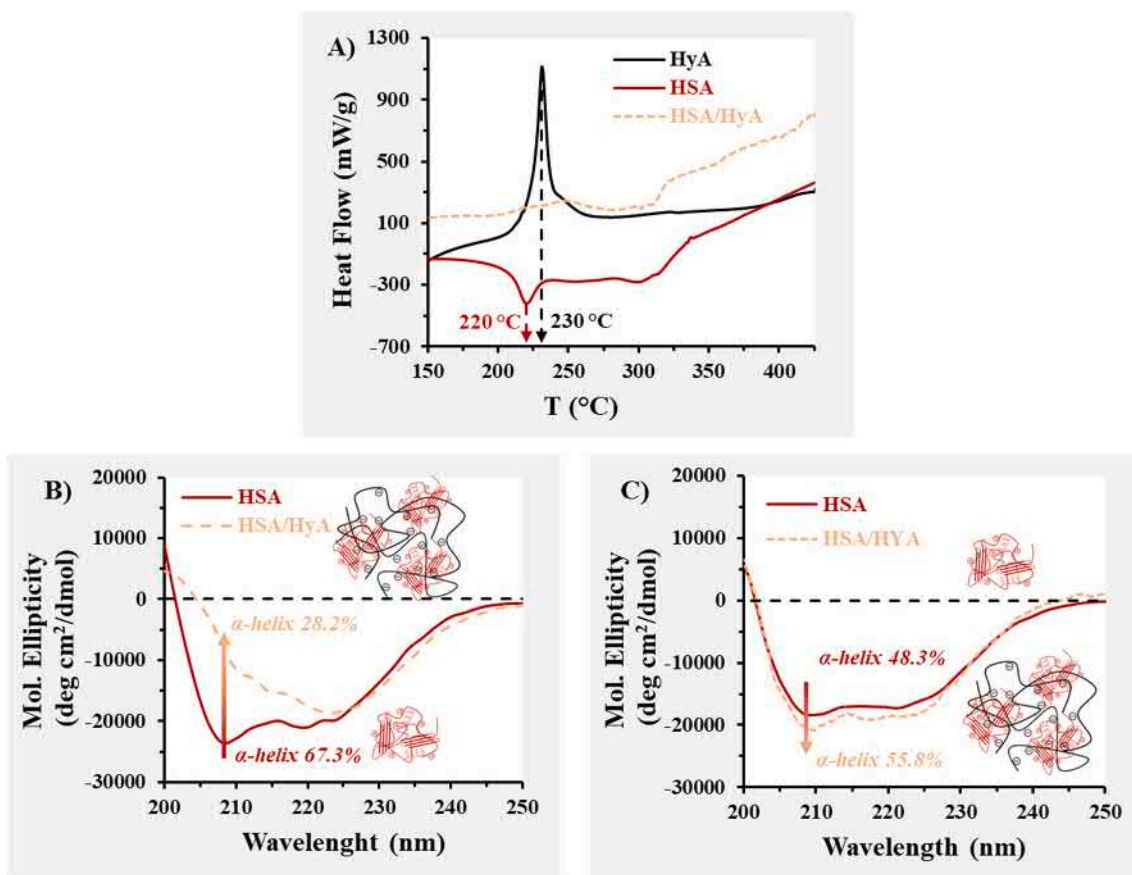 A)
HyA
HSA
HSA/HyA
1300
900
500
100
-300
-700
Heat Flow (mW/g)
220 °C
230 °C
150
200
250
300
350
400
T (°C)
B)
HSA
HSA/HyA
20000
10000
0
-10000
-20000
-30000
Mol. Ellipticity
(deg cm²/dmol)
α-helix 28.2%
α-helix 67.3%
200
210
220
230
240
250
Wavelenght (nm)
C)
HSA
HSA/HYA
20000
10000
0
-10000
-20000
-30000
Mol. Ellipticity
(deg cm²/dmol)
α-helix 48.3%
α-helix 55.8%
200
210
220
230
240
250
Wavelength (nm)